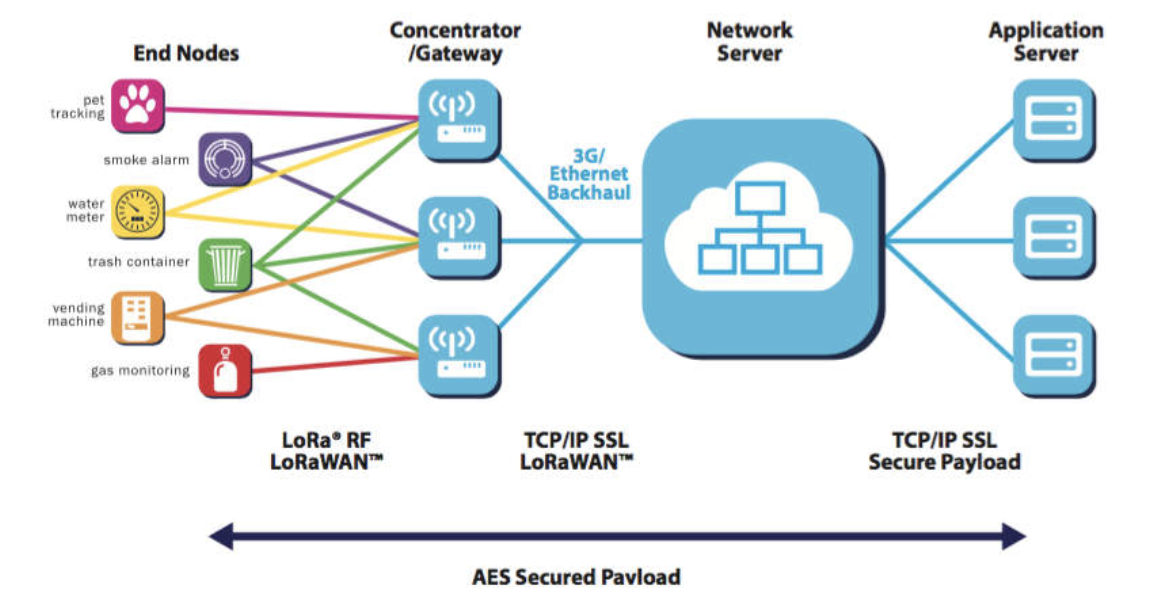 End Nodes
Concentrator
/Gateway
Network
Server
Application
Server
pet
tracking
smoke alarm
water
meter
trash container
vending
machine
gas monitoring
3G/
Ethernet
Backhaul
LoRa® RF
LoRaWAN™
TCP/IP SSL
LoRaWAN™
TCP/IP SSL
Secure Payload
AES Secured Pavload